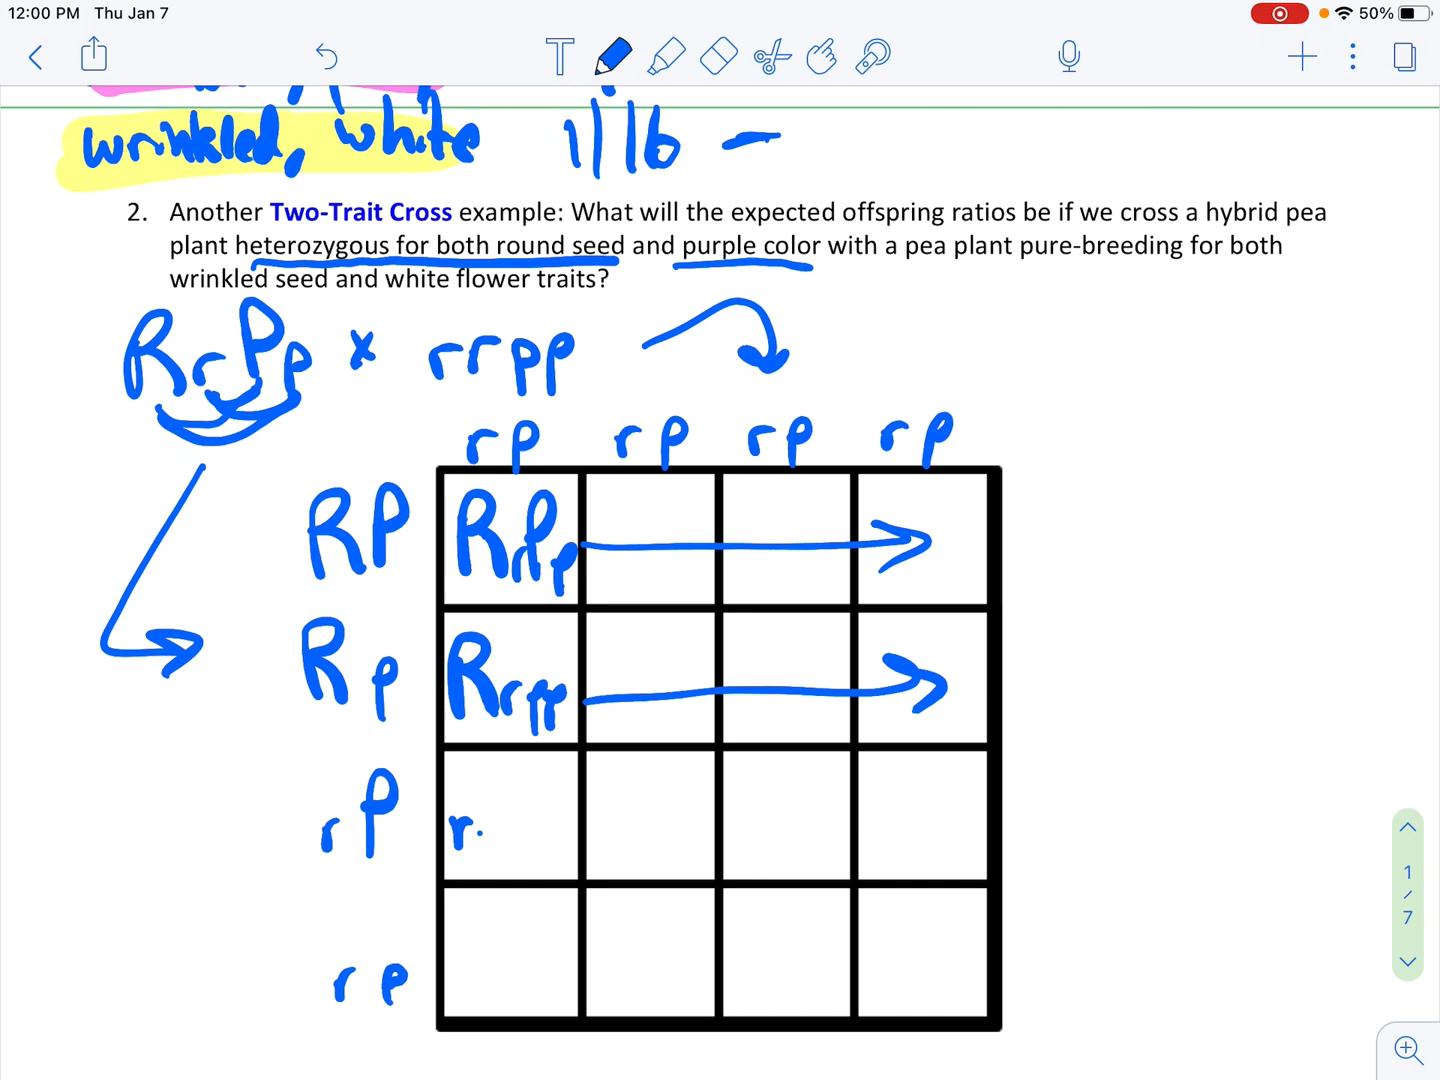 12:00 PM Thu Jan 7 50%
T
wrinkled, white 1/16 -
2. Another Two-Trait Cross example: What will the expected offspring ratios be if we cross a hybrid pea
plant heterozygous for both round seed and purple color with a pea plant pure-breeding for both
wrinkled seed and white flower traits?
RrPp x rrpp
rp rp rp rp
RP RrPp
Rp Rrpp
rP r.
rp
1
/
7